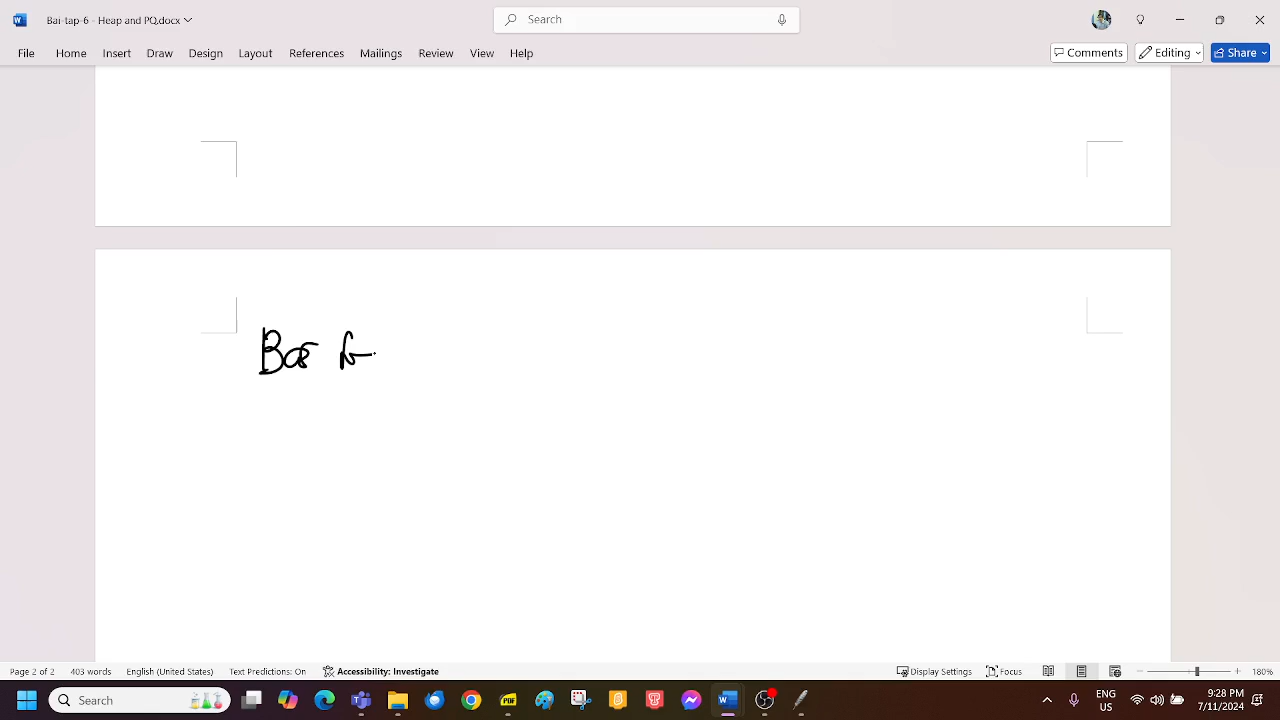 Bai-tap-6 - Heap and PQ.docx
Search
File Home Insert Draw Design Layout References Mailings Review View Help
Comments Editing Share
Page 2 of 2 403 words English (United States) Text Predictions: On Accessibility: Investigate Display Settings Focus 180%
Search PDF ENG 9:28 PM
US 7/11/2024